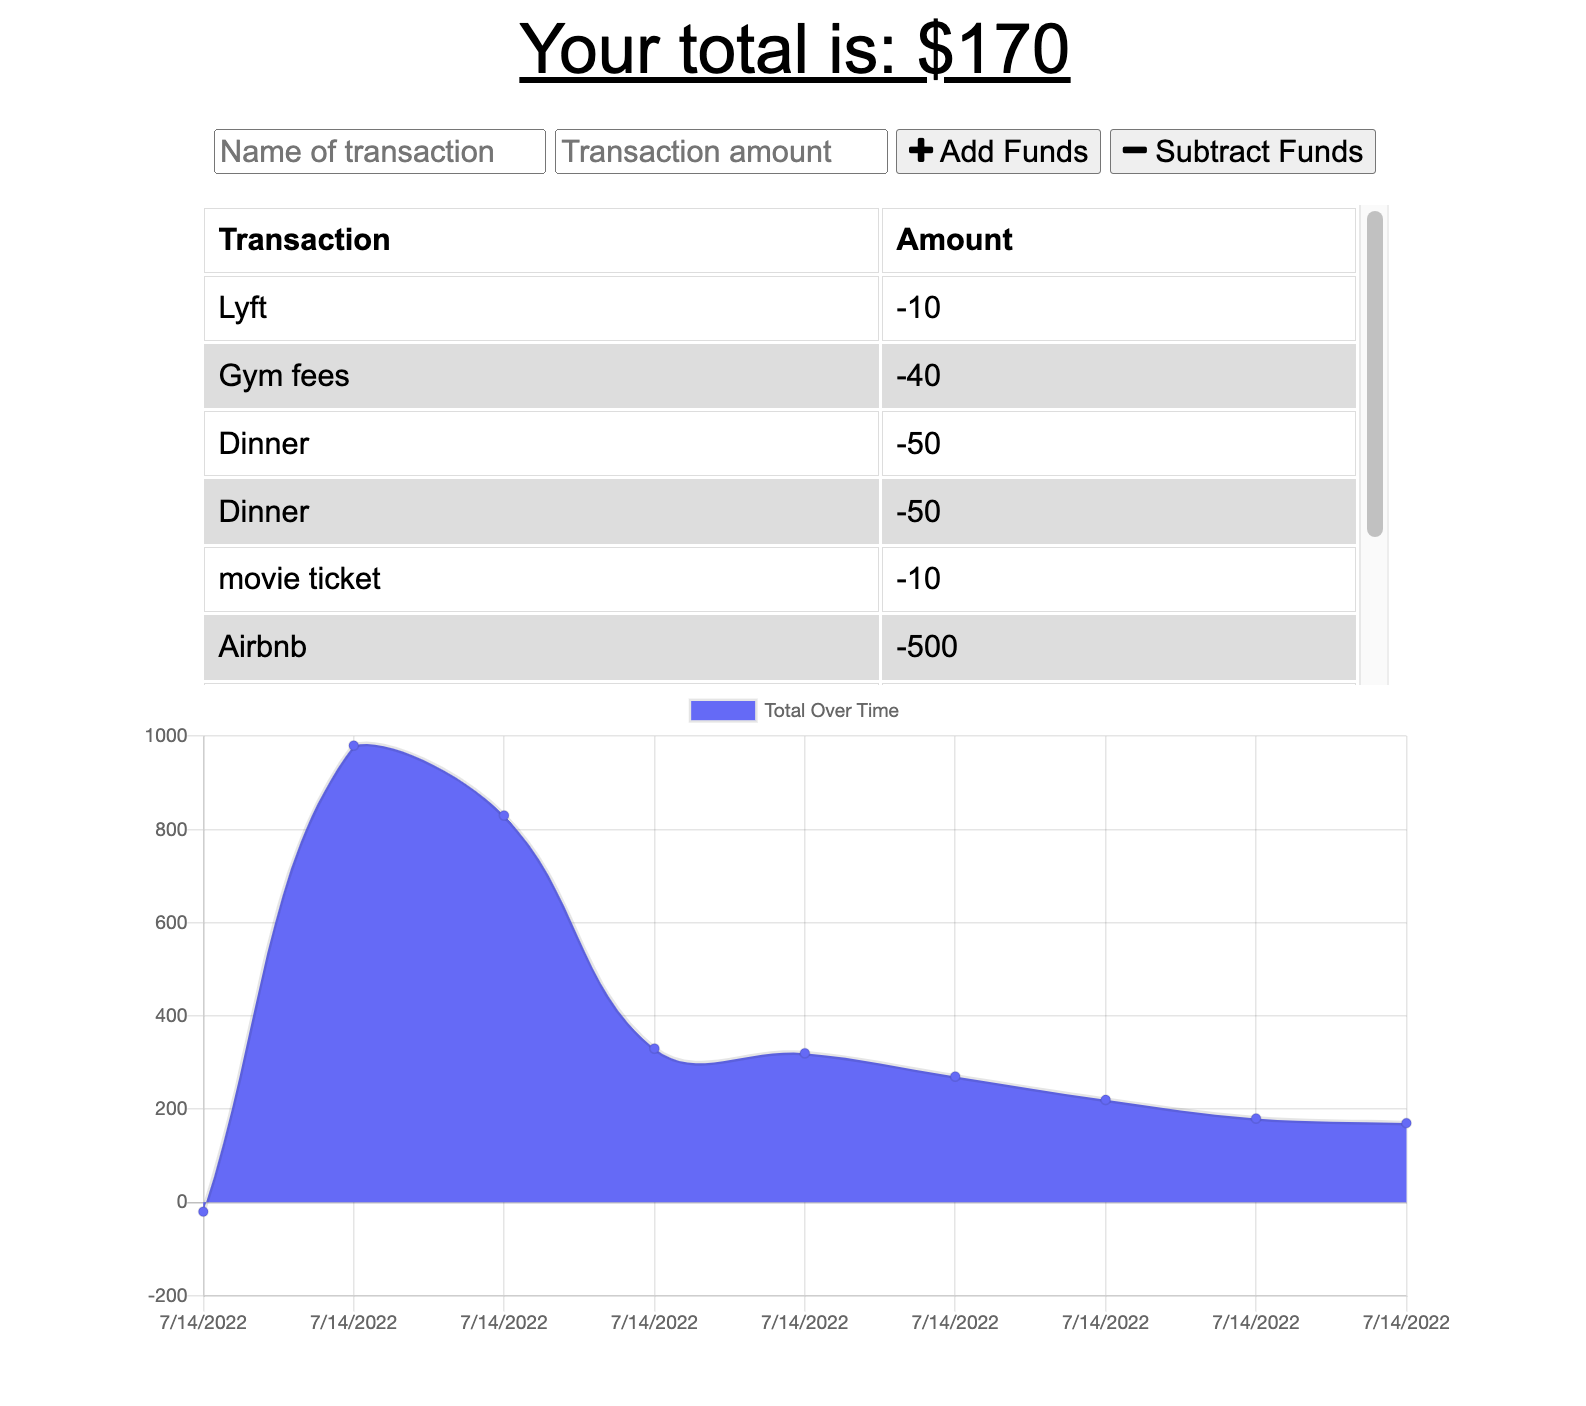 Your total is: $170
Name of transaction Transaction amount Add Funds Subtract Funds
Transaction Amount
Lyft -10
Gym fees -40
Dinner -50
Dinner -50
movie ticket -10
Airbnb -500
Total Over Time
1000
800
600
400
200
0
-200
7/14/2022 7/14/2022 7/14/2022 7/14/2022 7/14/2022 7/14/2022 7/14/2022 7/14/2022 7/14/2022